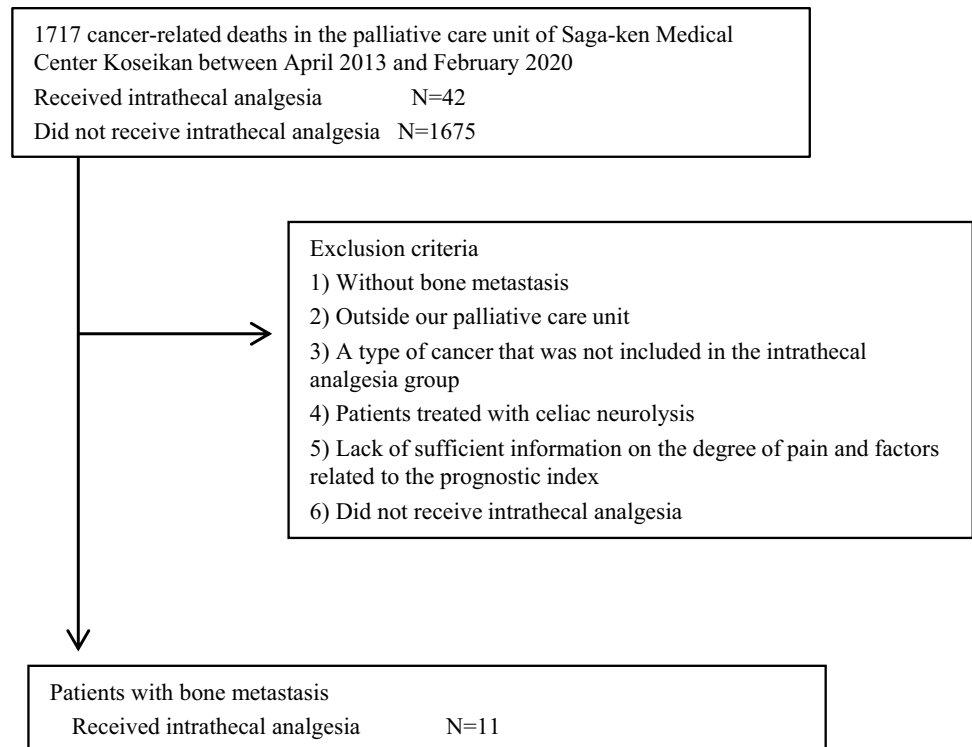 1717 cancer-related deaths in the palliative care unit of Saga-ken Medical
Center Koseikan between April 2013 and February 2020
Received intrathecal analgesia N=42
Did not receive intrathecal analgesia N=1675
Exclusion criteria
1) Without bone metastasis
2) Outside our palliative care unit
3) A type of cancer that was not included in the intrathecal
analgesia group
4) Patients treated with celiac neurolysis
5) Lack of sufficient information on the degree of pain and factors
related to the prognostic index
6) Did not receive intrathecal analgesia
Patients with bone metastasis
Received intrathecal analgesia N=11